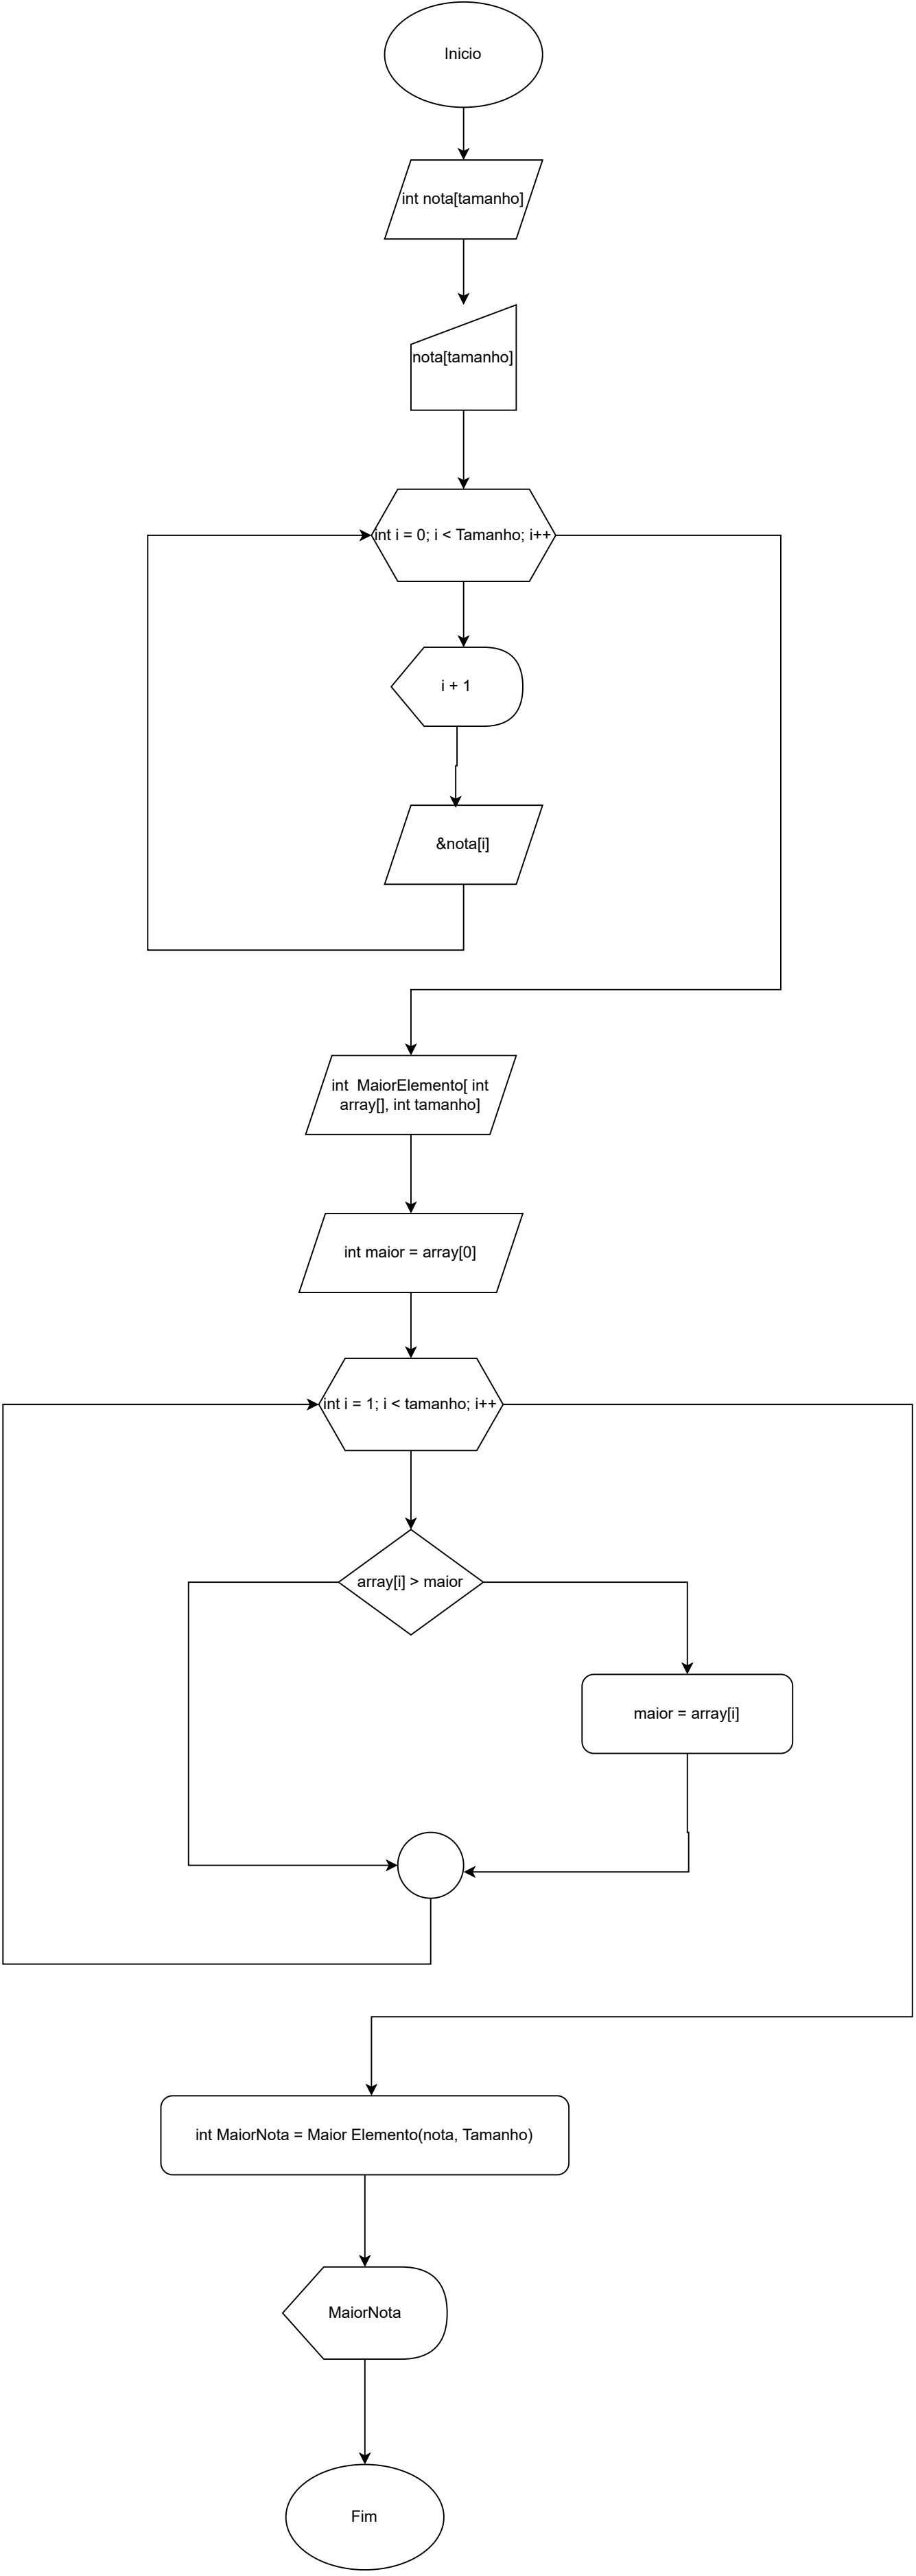 Inicio
int nota[tamanho]
nota[tamanho]
int i = 0; i < Tamanho; i++
i + 1
&nota[i]
int  MaiorElemento[ int
array[], int tamanho]
int maior = array[0]
int i = 1; i < tamanho; i++
array[i] > maior
maior = array[i]
int MaiorNota = Maior Elemento(nota, Tamanho)
MaiorNota
Fim